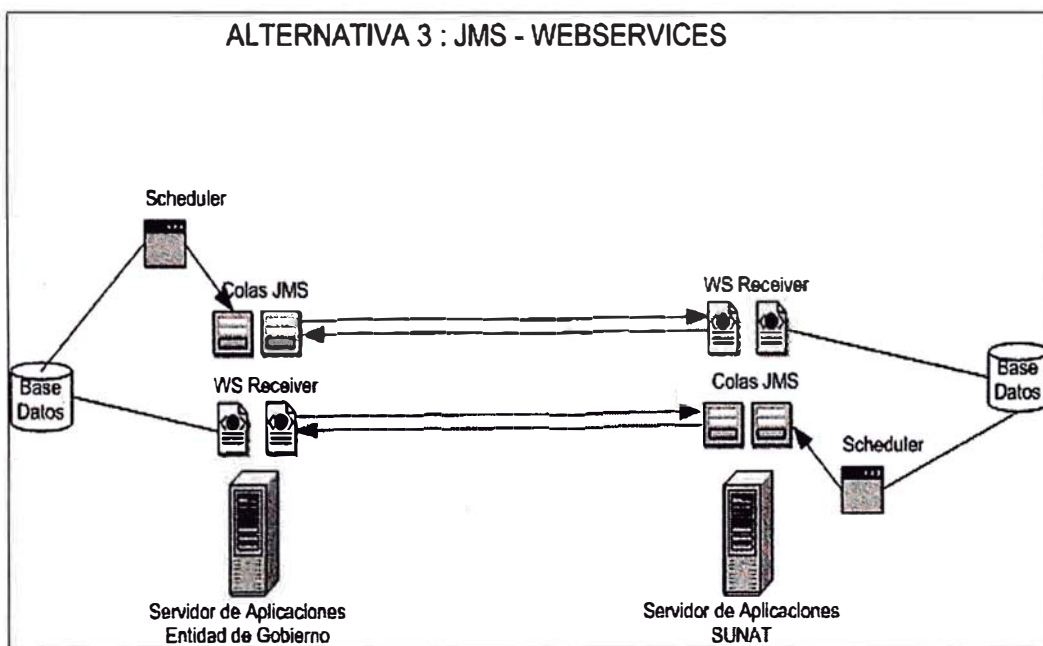 ALTERNATIVA 3 : JMS - WEBSERVICES
Scheduler
Colas JMS
WS Receiver
Base
Datos
WS Receiver
Colas JMS
Base
Datos
Scheduler
Servidor de Aplicaciones
Entidad de Gobierno
Servidor de Aplicaciones
SUNAT